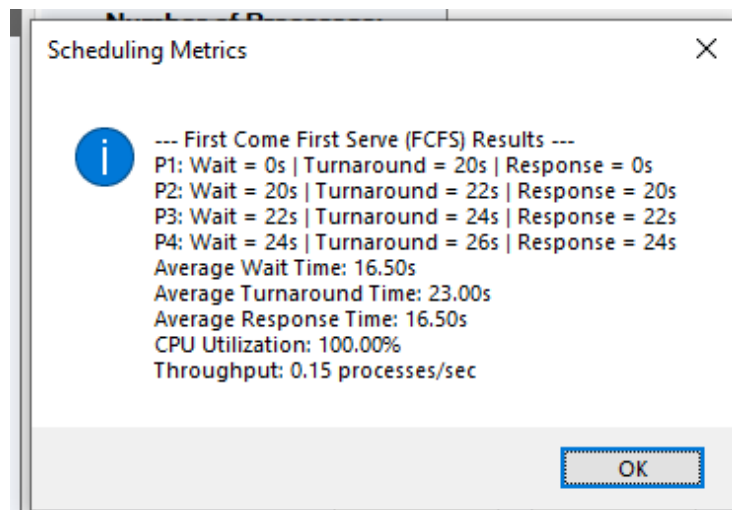 Number of Processes:
Scheduling Metrics
--- First Come First Serve (FCFS) Results ---
P1: Wait = 0s | Turnaround = 20s | Response = 0s
P2: Wait = 20s | Turnaround = 22s | Response = 20s
P3: Wait = 22s | Turnaround = 24s | Response = 22s
P4: Wait = 24s | Turnaround = 26s | Response = 24s
Average Wait Time: 16.50s
Average Turnaround Time: 23.00s
Average Response Time: 16.50s
CPU Utilization: 100.00%
Throughput: 0.15 processes/sec
OK